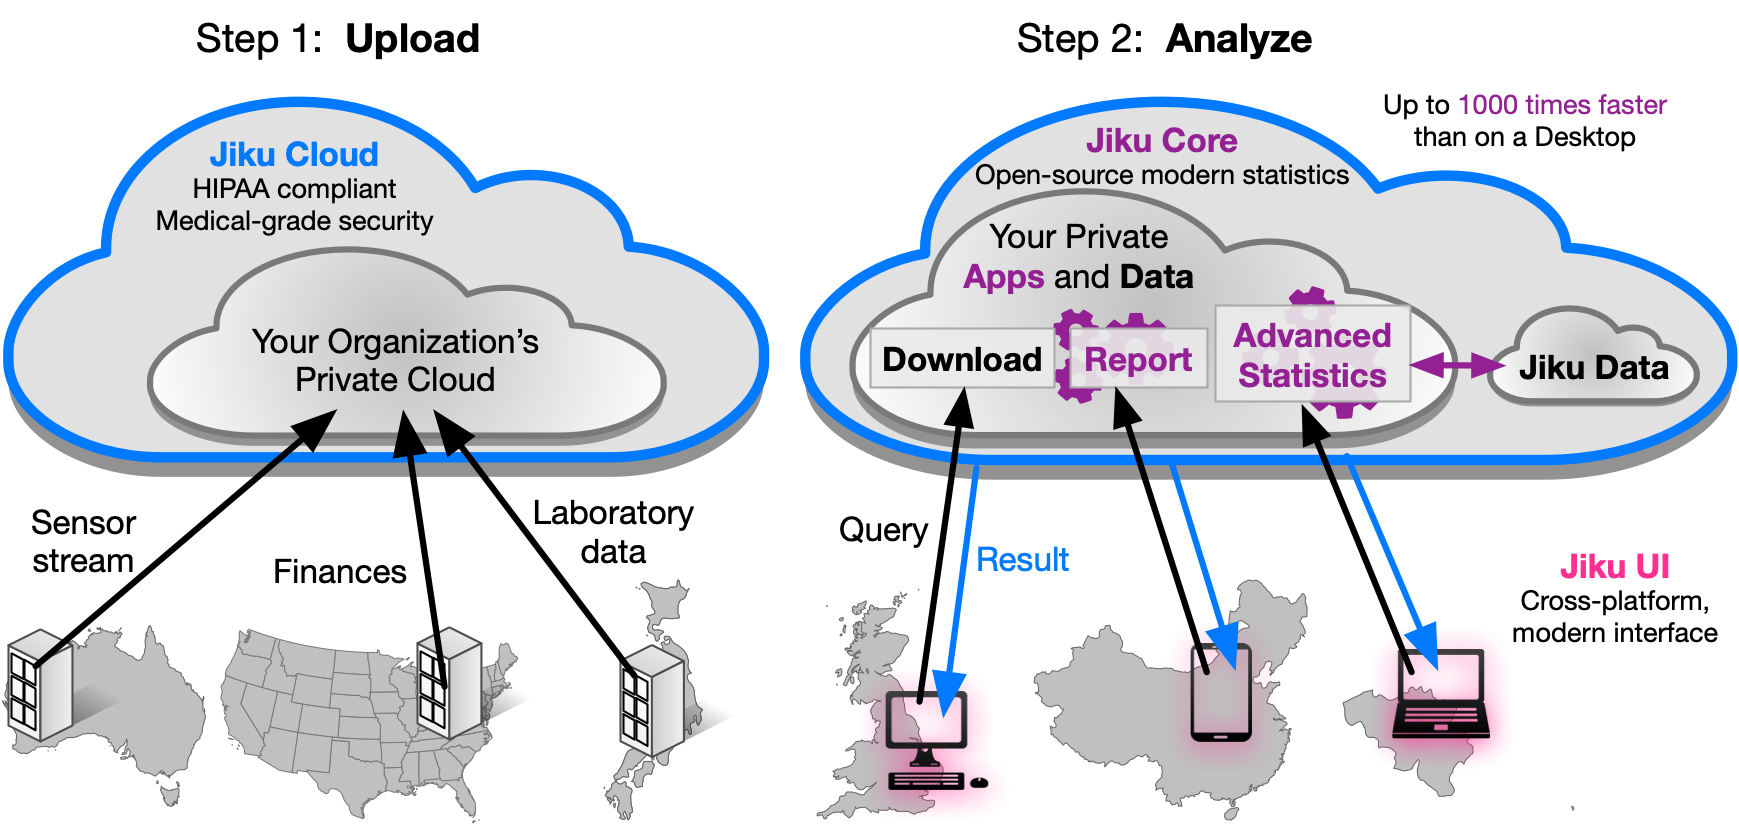 Step 1: Upload
Jiku Cloud
HIPAA compliant
Medical-grade security
Your Organization's
Private Cloud
Sensor
stream
Finances
Laboratory
data
Step 2: Analyze
Up to 1000 times faster
than on a Desktop
Jiku Core
Open-source modern statistics
Your Private
Apps and Data
Download
Report
Advanced
Statistics
Jiku Data
Query
Result
Jiku UI
Cross-platform,
modern interface